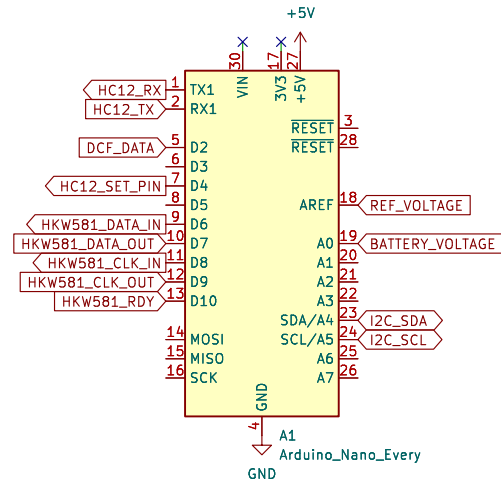 +5V
30
VIN
17
3V3
27
+5V
HC12_RX 1 TX1
HC12_TX 2 RX1
3 RESET
28 RESET
DCF_DATA 5 D2
6 D3
HC12_SET_PIN 7 D4
8 D5
18 AREF REF_VOLTAGE
HKW581_DATA_IN 9 D6
HKW581_DATA_OUT 10 D7
A0 19 BATTERY_VOLTAGE
HKW581_CLK_IN 11 D8
A1 20
HKW581_CLK_OUT 12 D9
A2 21
HKW581_RDY 13 D10
A3 22
SDA/A4 23 I2C_SDA
14 MOSI
SCL/A5 24 I2C_SCL
15 MISO
A6 25
16 SCK
A7 26
GND
4
A1
Arduino_Nano_Every
GND